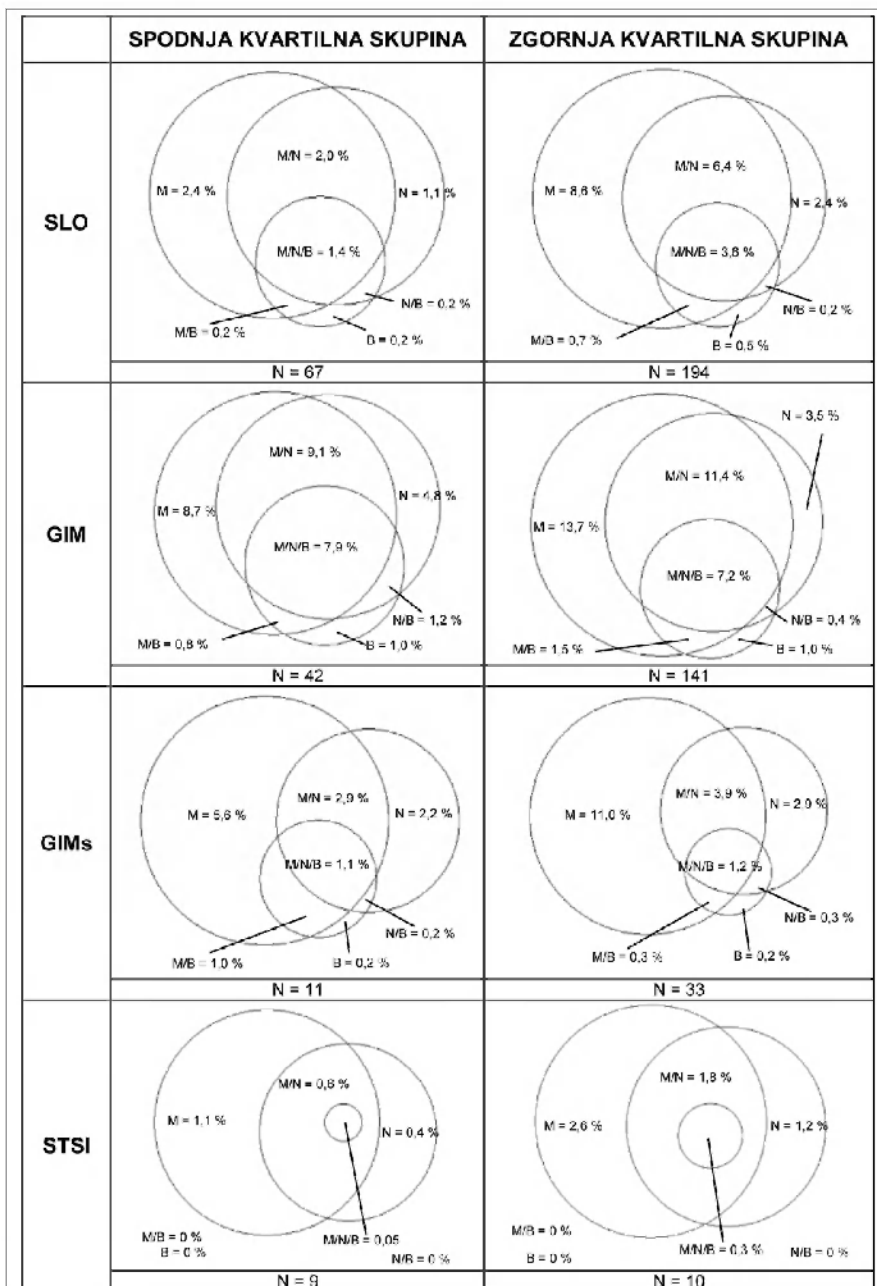 SPODNJA KVARTILNA SKUPINA ZGORNJA KVARTILNA SKUPINA
SLO
M/N = 2,0 %
M = 2,4 %
N = 1,1 %
M/N/B = 1,4 %
N/B = 0,2 %
M/B = 0,2 %
B = 0,2 %
N = 67
M/N = 6,4 %
M = 8,6 %
N = 2,4 %
M/N/B = 3,6 %
N/B = 0,2 %
M/B = 0,7 %
B = 0,5 %
N = 194
GIM
M/N = 9,1 %
M = 8,7 %
N = 4,8 %
M/N/B = 7,9 %
N/B = 1,2 %
M/B = 0,8 %
B = 1,0 %
N = 42
N = 3,5 %
M/N = 11,4 %
M = 13,7 %
M/N/B = 7,2 %
N/B = 0,4 %
M/B = 1,5 %
B = 1,0 %
N = 141
GIMs
M/N = 2,9 %
M = 5,6 %
N = 2,2 %
M/N/B = 1,1 %
N/B = 0,2 %
M/B = 1,0 %
B = 0,2 %
N = 11
M/N = 3,9 %
M = 11,0 %
N = 2,9 %
M/N/B = 1,2 %
N/B = 0,3 %
M/B = 0,3 %
B = 0,2 %
N = 33
STSI
M/N = 0,6 %
M = 1,1 %
N = 0,4 %
M/N/B = 0,05
M/B = 0 %
B = 0 %
N/B = 0 %
N = 9
M/N = 1,8 %
M = 2,6 %
N = 1,2 %
M/N/B = 0,3 %
M/B = 0 %
B = 0 %
N/B = 0 %
N = 10